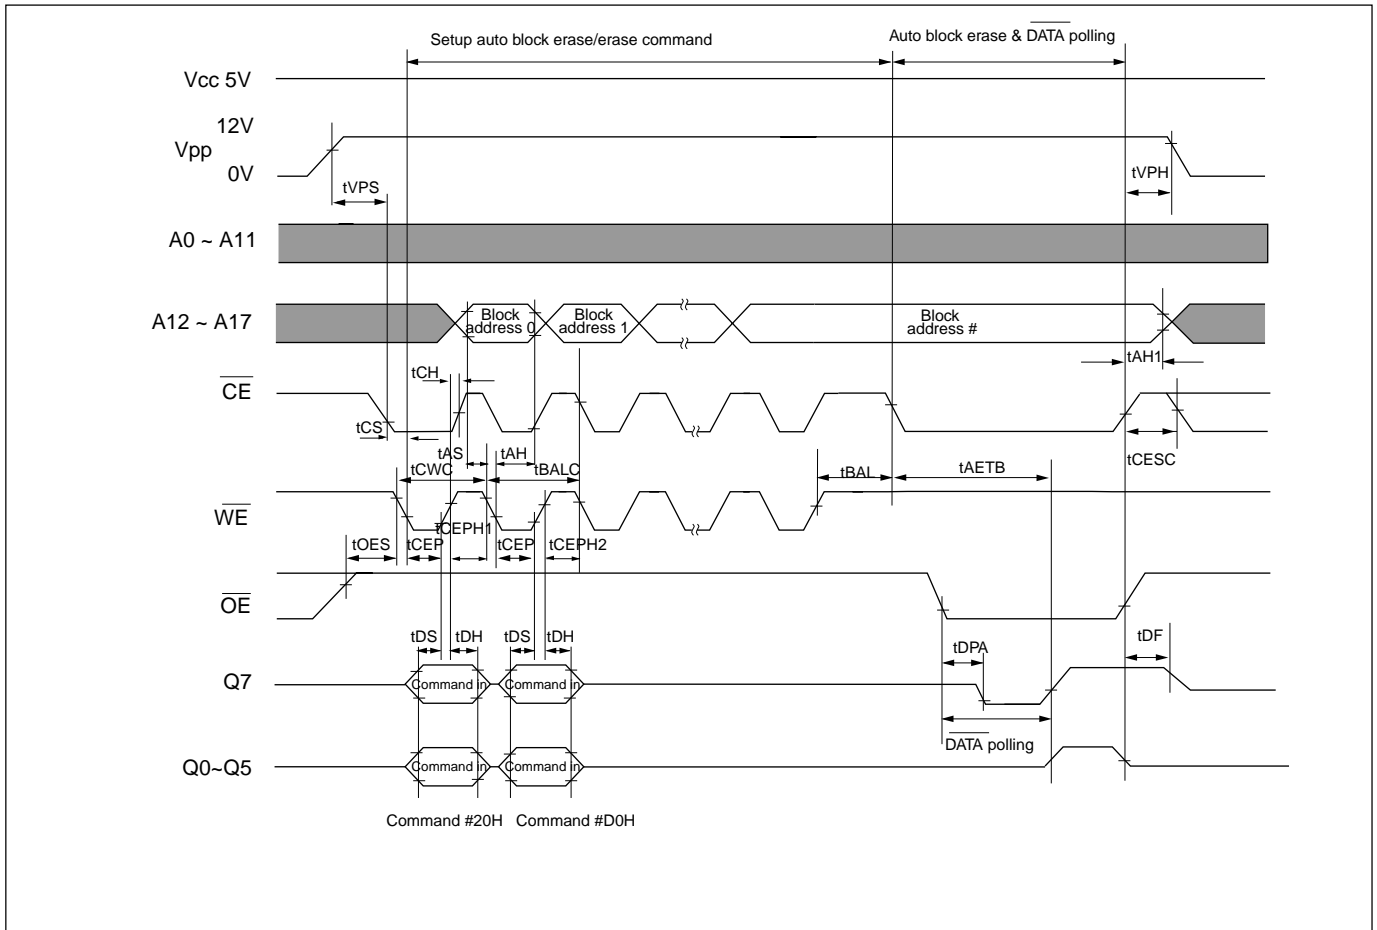 Setup auto block erase/erase command
Auto block erase & DATA polling
Vcc 5V
12V
Vpp
0V
tVPS
tVPH
A0 ~ A11
A12 ~ A17
Block
address 0
Block
address 1
Block
address #
tAH1
tCH
CE
tCS
tAS
tAH
tCESC
tCWC
tBALC
tBAL
tAETB
WE
tCEPH1
tOES
tCEP
tCEP
tCEPH2
OE
tDS
tDH
tDS
tDH
tDPA
tDF
Q7
Command in
Command in
DATA polling
Q0~Q5
Command in
Command in
Command #20H
Command #D0H